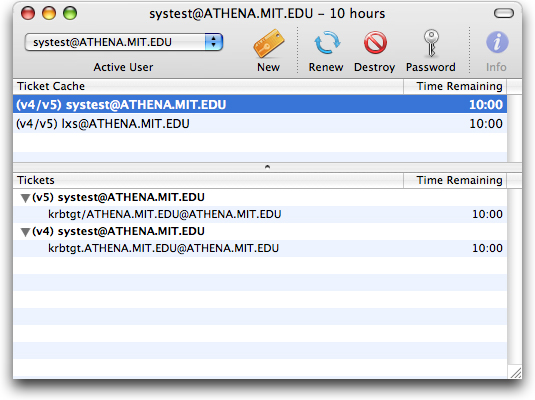 systest@ATHENA.MIT.EDU – 10 hours
systest@ATHENA.MIT.EDU
Active User New Renew Destroy Password Info
Ticket Cache Time Remaining
(v4/v5) systest@ATHENA.MIT.EDU 10:00
(v4/v5) lxs@ATHENA.MIT.EDU 10:00
Tickets Time Remaining
(v5) systest@ATHENA.MIT.EDU
krbtgt/ATHENA.MIT.EDU@ATHENA.MIT.EDU 10:00
(v4) systest@ATHENA.MIT.EDU
krbtgt.ATHENA.MIT.EDU@ATHENA.MIT.EDU 10:00